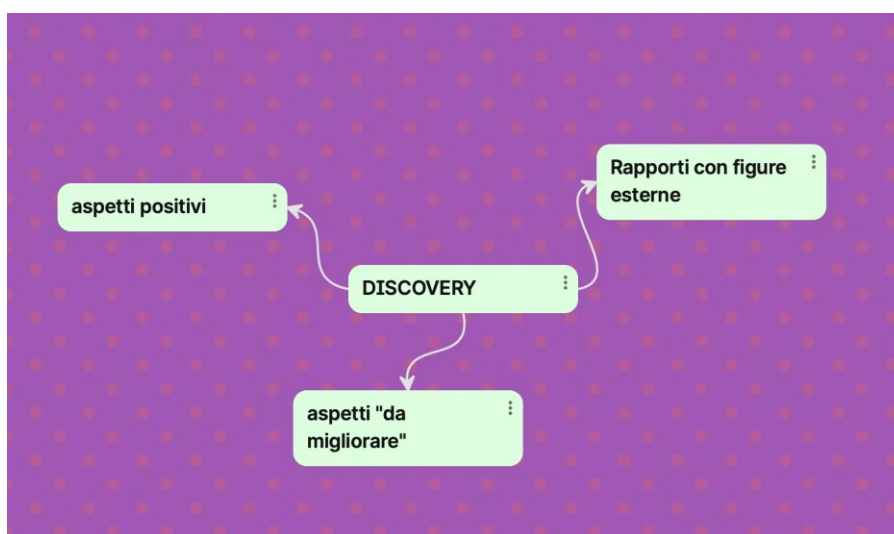 aspetti positivi
Rapporti con figure
esterne
DISCOVERY
aspetti "da
migliorare"